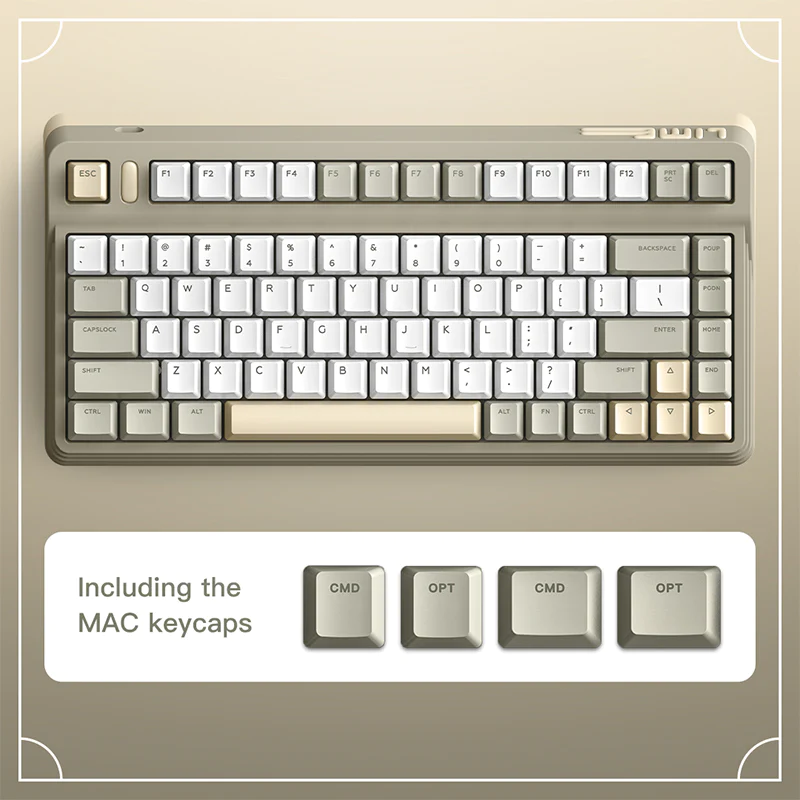 ESC F1 F2 F3 F4 F5 F6 F7 F8 F9 F10 F11 F12 PRT SC DEL
~ ! 1 @ 2 # 3 $ 4 % 5 ^ 6 & 7 * 8 ( 9 ) 0 - + = BACKSPACE PGUP
TAB Q W E R T Y U I O P { [ } ] | \ PGDN
CAPSLOCK A S D F G H J K L : ; ENTER HOME
SHIFT Z X C V B N M < , > . ? / SHIFT END
CTRL WIN ALT ALT FN CTRL
Including the
MAC keycaps
CMD OPT CMD OPT